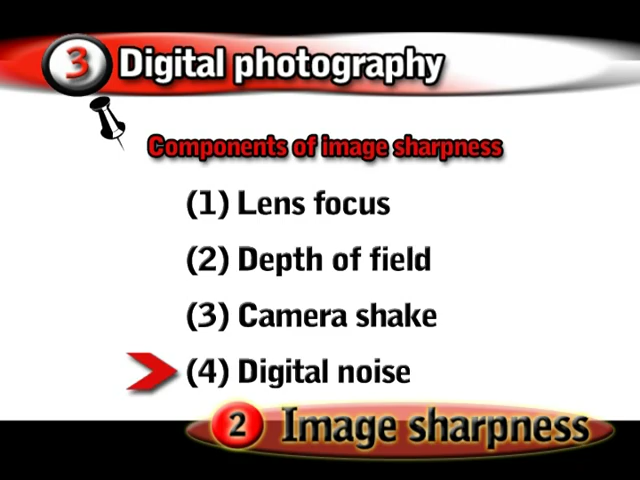 3 Digital photography
Components of image sharpness
(1) Lens focus
(2) Depth of field
(3) Camera shake
(4) Digital noise
2 Image sharpness